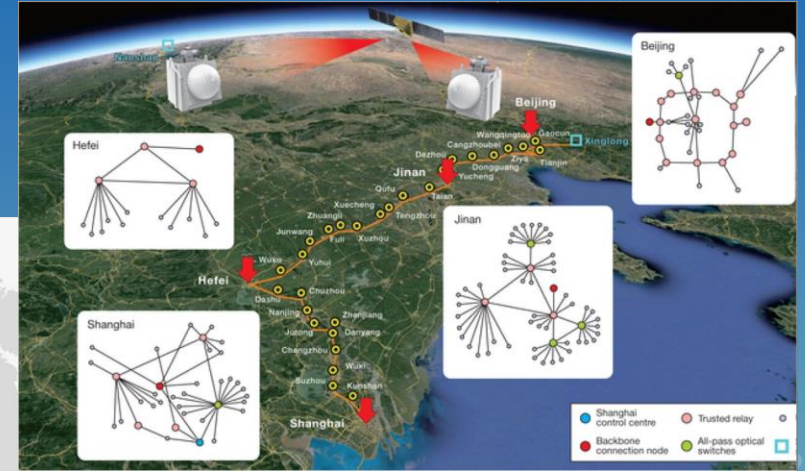 Nanshan
Beijing
Hefei
Beijing
Wangqingtuo
Gaocun
Xinglong
Cangzhoubei
Dezhou
Ziya
Tianjin
Dongguang
Jinan
Yucheng
Qufu
Taian
Xuecheng
Tengzhou
Zhuangli
Junwang
Fuli
Xuzhou
Wuxu
Yuhui
Hefei
Dashu
Chuzhou
Nanjing
Zhenjiang
Jurong
Danyang
Changzhou
Wuxi
Suzhou
Kunshan
Shanghai
Jinan
Shanghai
Shanghai
control centre
Trusted relay
Backbone
connection node
All-pass optical
switches